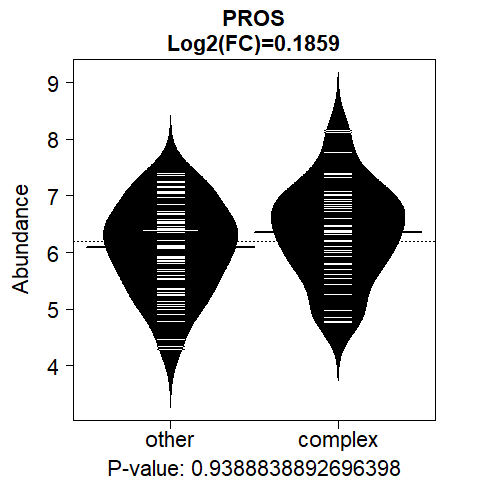 PROS
Log2(FC)=0.1859
9
8
7
6
5
4
Abundance
other complex
P-value: 0.9388838892696398